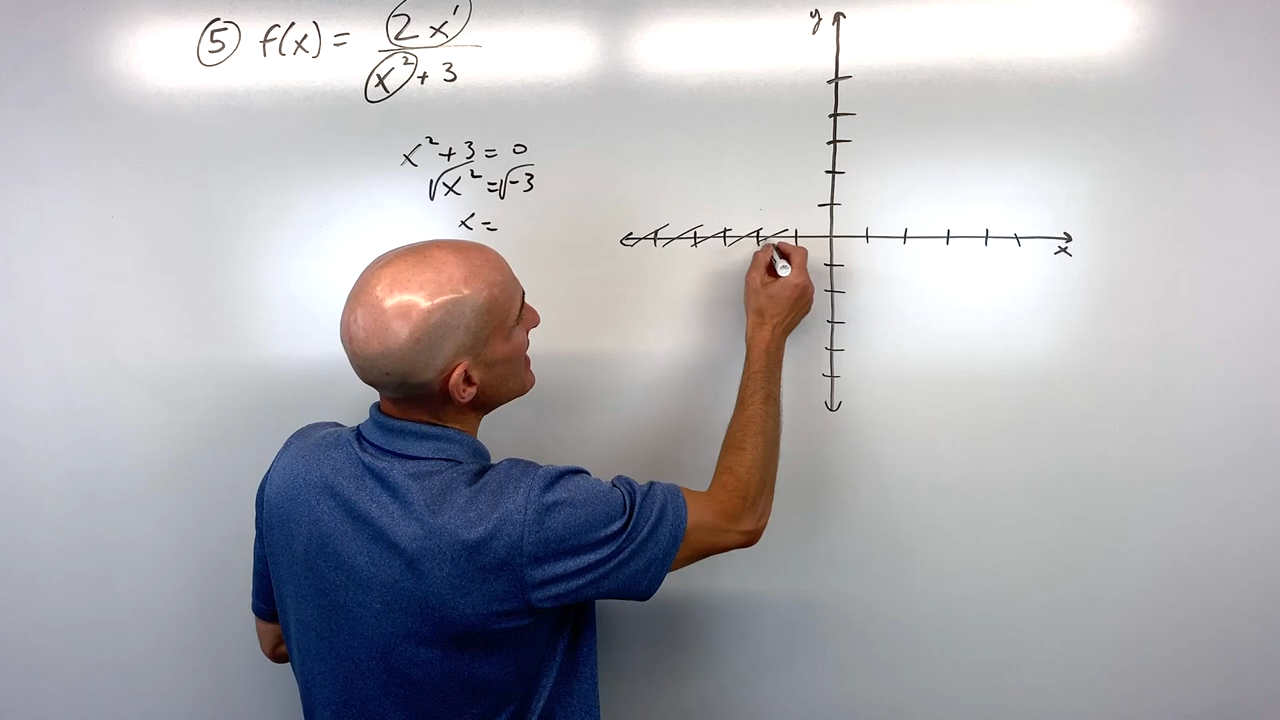 ⑤ f(x) = 2x¹/(x² + 3)
x² + 3 = 0
√x² = √-3
x =
y
x